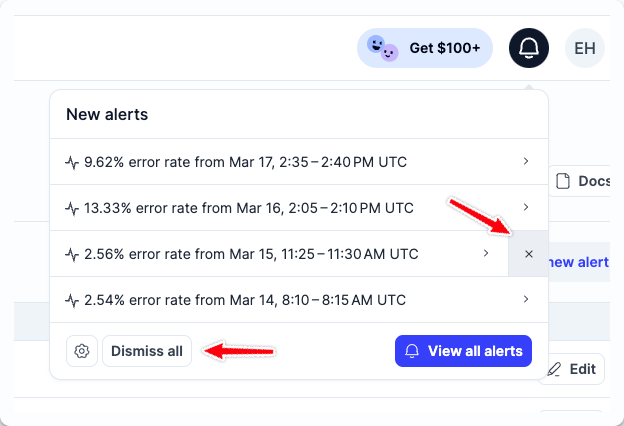 Get $100+
EH
New alerts
9.62% error rate from Mar 17, 2:35 – 2:40 PM UTC
13.33% error rate from Mar 16, 2:05 – 2:10 PM UTC
Docs
2.56% error rate from Mar 15, 11:25 – 11:30 AM UTC
new alert
2.54% error rate from Mar 14, 8:10 – 8:15 AM UTC
Dismiss all
View all alerts
Edit